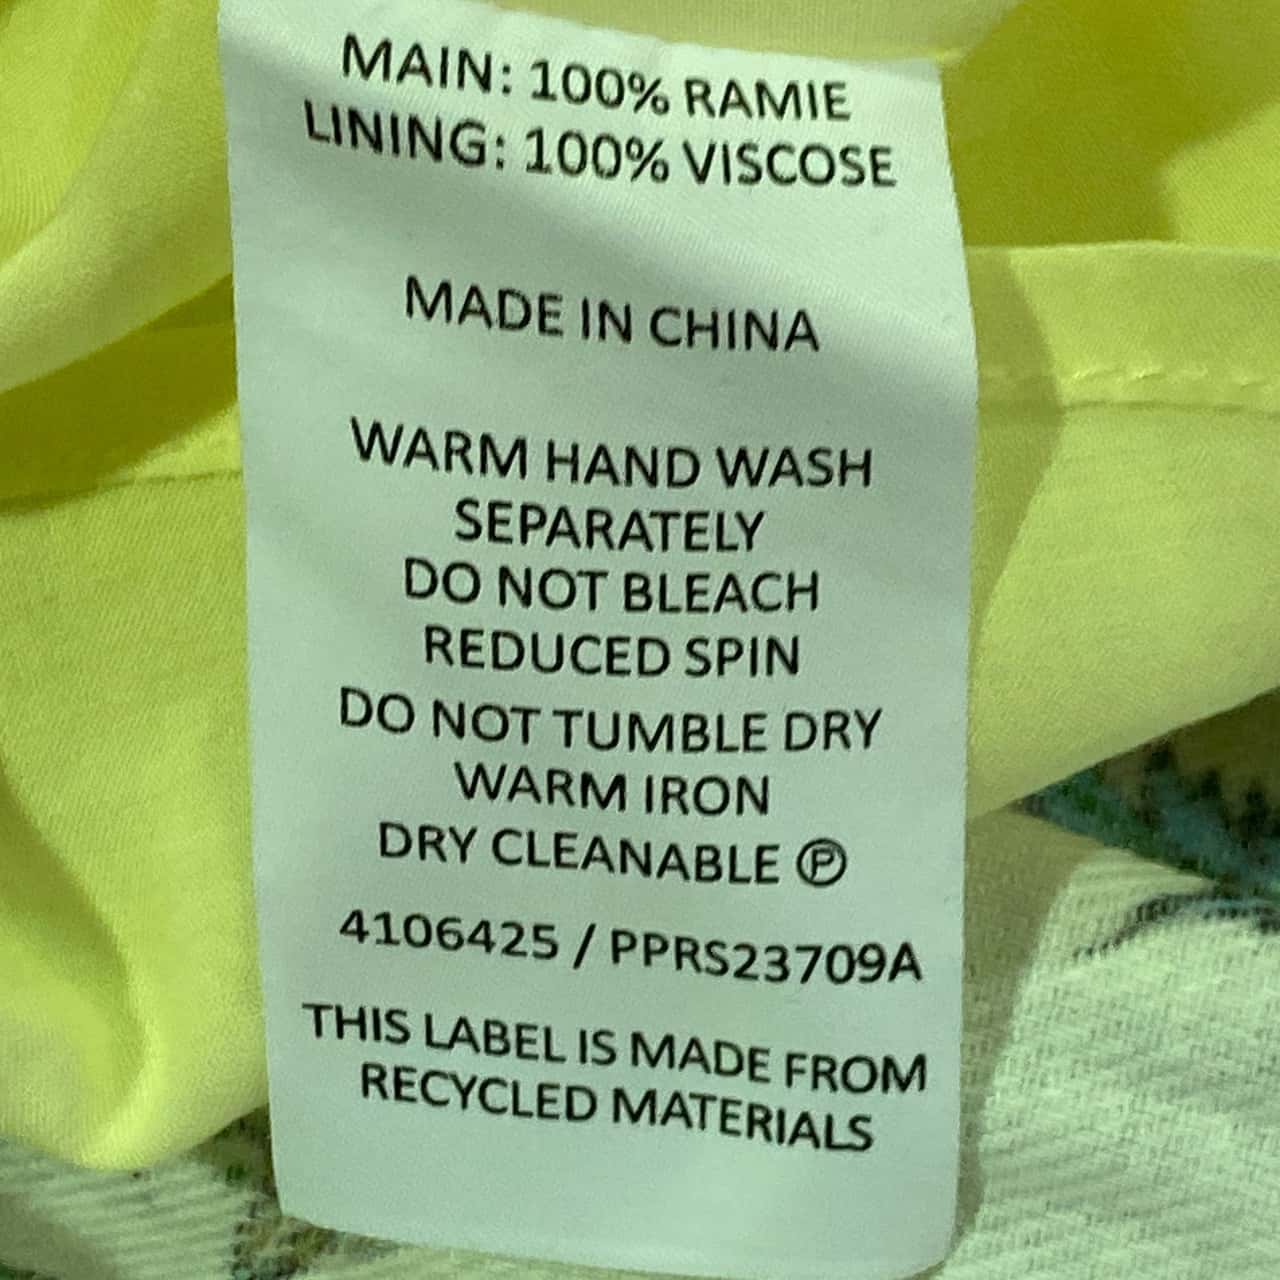 MAIN: 100% RAMIE
LINING: 100% VISCOSE
MADE IN CHINA
WARM HAND WASH
SEPARATELY
DO NOT BLEACH
REDUCED SPIN
DO NOT TUMBLE DRY
WARM IRON
DRY CLEANABLE Ⓟ
4106425 / PPRS23709A
THIS LABEL IS MADE FROM
RECYCLED MATERIALS